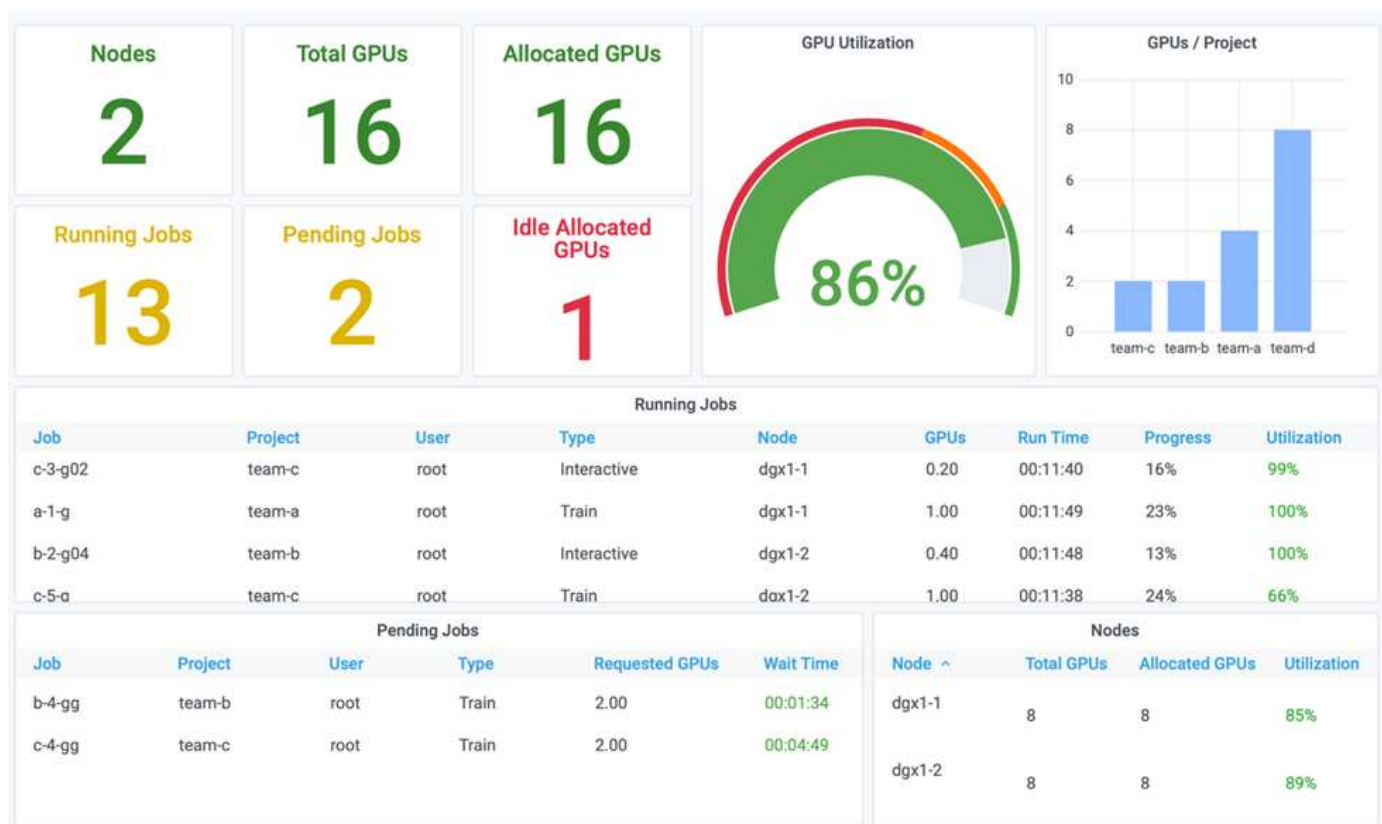 Nodes
2
Total GPUs
16
Allocated GPUs
16
Running Jobs
13
Pending Jobs
2
Idle Allocated
GPUs
1
GPU Utilization
86%
GPUs / Project
10
8
6
4
2
0
team-c team-b team-a team-d
Running Jobs
Job Project User Type Node GPUs Run Time Progress Utilization
c-3-g02 team-c root Interactive dgx1-1 0.20 00:11:40 16% 99%
a-1-g team-a root Train dgx1-1 1.00 00:11:49 23% 100%
b-2-g04 team-b root Interactive dgx1-2 0.40 00:11:48 13% 100%
c-5-g team-c root Train dgx1-2 1.00 00:11:38 24% 66%
Pending Jobs
Job Project User Type Requested GPUs Wait Time
b-4-gg team-b root Train 2.00 00:01:34
c-4-gg team-c root Train 2.00 00:04:49
Nodes
Node Total GPUs Allocated GPUs Utilization
dgx1-1 8 8 85%
dgx1-2 8 8 89%